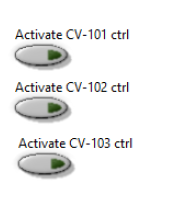 Activate CV-101 ctrl
Activate CV-102 ctrl
Activate CV-103 ctrl